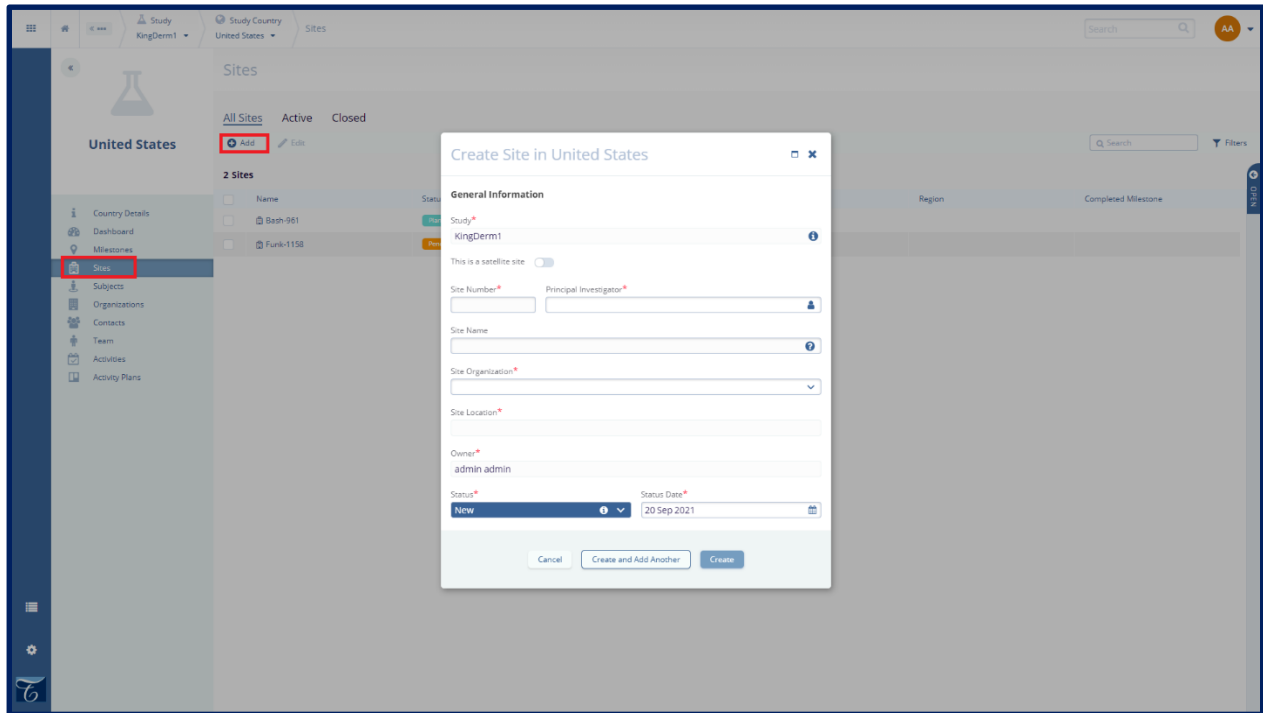 Study
Study Country
KingDerm1
United States
Sites
Search
AA
Sites
All Sites Active Closed
United States
Add Edit
Search
Filters
2 Sites
OPEN
Name
Region
Completed Milestone
Bash-961
Funk-1158
Country Details
Dashboard
Milestones
Sites
Subjects
Organizations
Contacts
Team
Activities
Activity Plans
Create Site in United States
General Information
Study*
KingDerm1
This is a satellite site
Site Number* Principal Investigator*
Site Name
Site Organization*
Site Location*
Owner*
admin admin
Status* Status Date*
New 20 Sep 2021
Cancel Create and Add Another Create